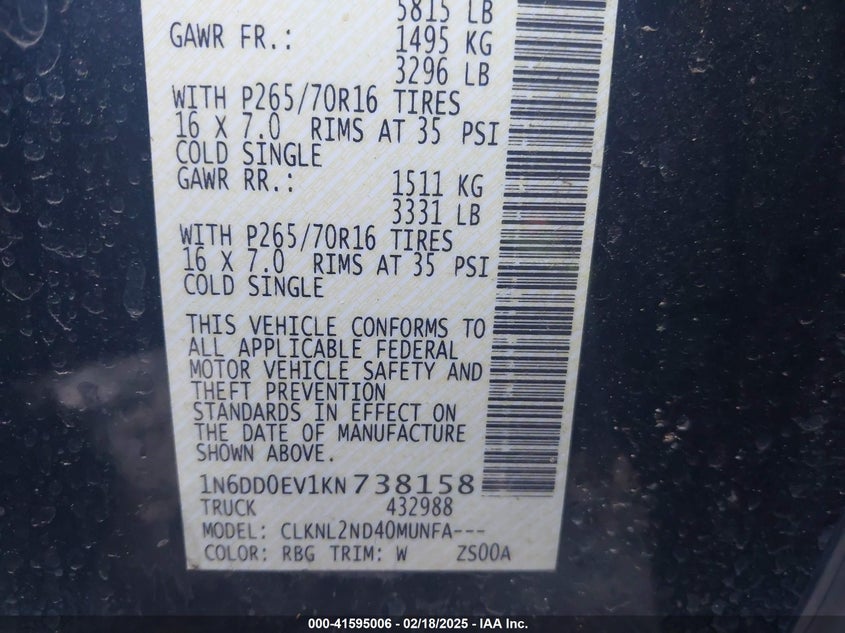 5815 LB
GAWR FR.: 1495 KG
3296 LB
WITH P265/70R16 TIRES
16 X 7.0 RIMS AT 35 PSI
COLD SINGLE
GAWR RR.: 1511 KG
3331 LB
WITH P265/70R16 TIRES
16 X 7.0 RIMS AT 35 PSI
COLD SINGLE
THIS VEHICLE CONFORMS TO
ALL APPLICABLE FEDERAL
MOTOR VEHICLE SAFETY AND
THEFT PREVENTION
STANDARDS IN EFFECT ON
THE DATE OF MANUFACTURE
SHOWN ABOVE.
1N6DD0EV1KN738158
TRUCK 432988
MODEL: CLKNL2ND40MUNFA---
COLOR: RBG TRIM: W ZS00A
000-41595006 - 02/18/2025 - IAA Inc.